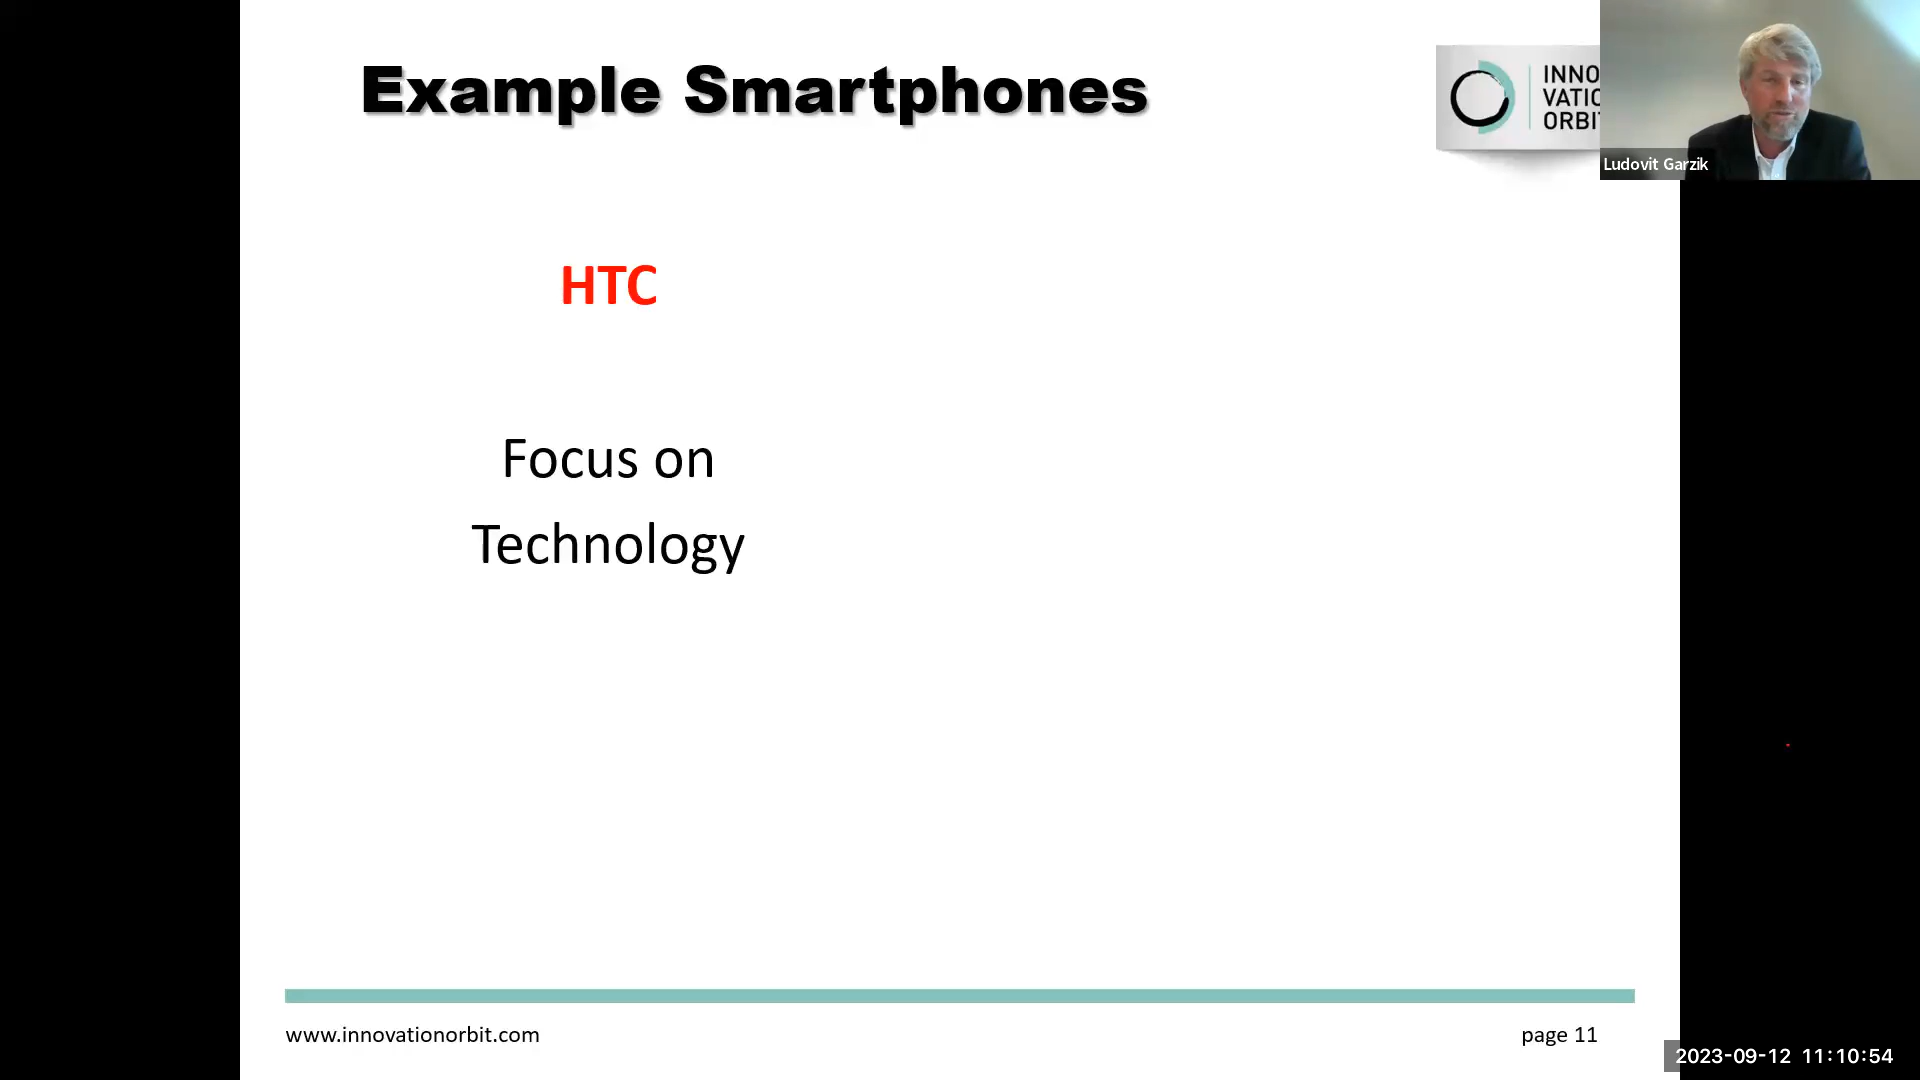 Example Smartphones
INNO
VATIO
ORBIT
Ludovit Garzik
HTC
Focus on
Technology
www.innovationorbit.com
page 11
2023-09-12 11:10:54